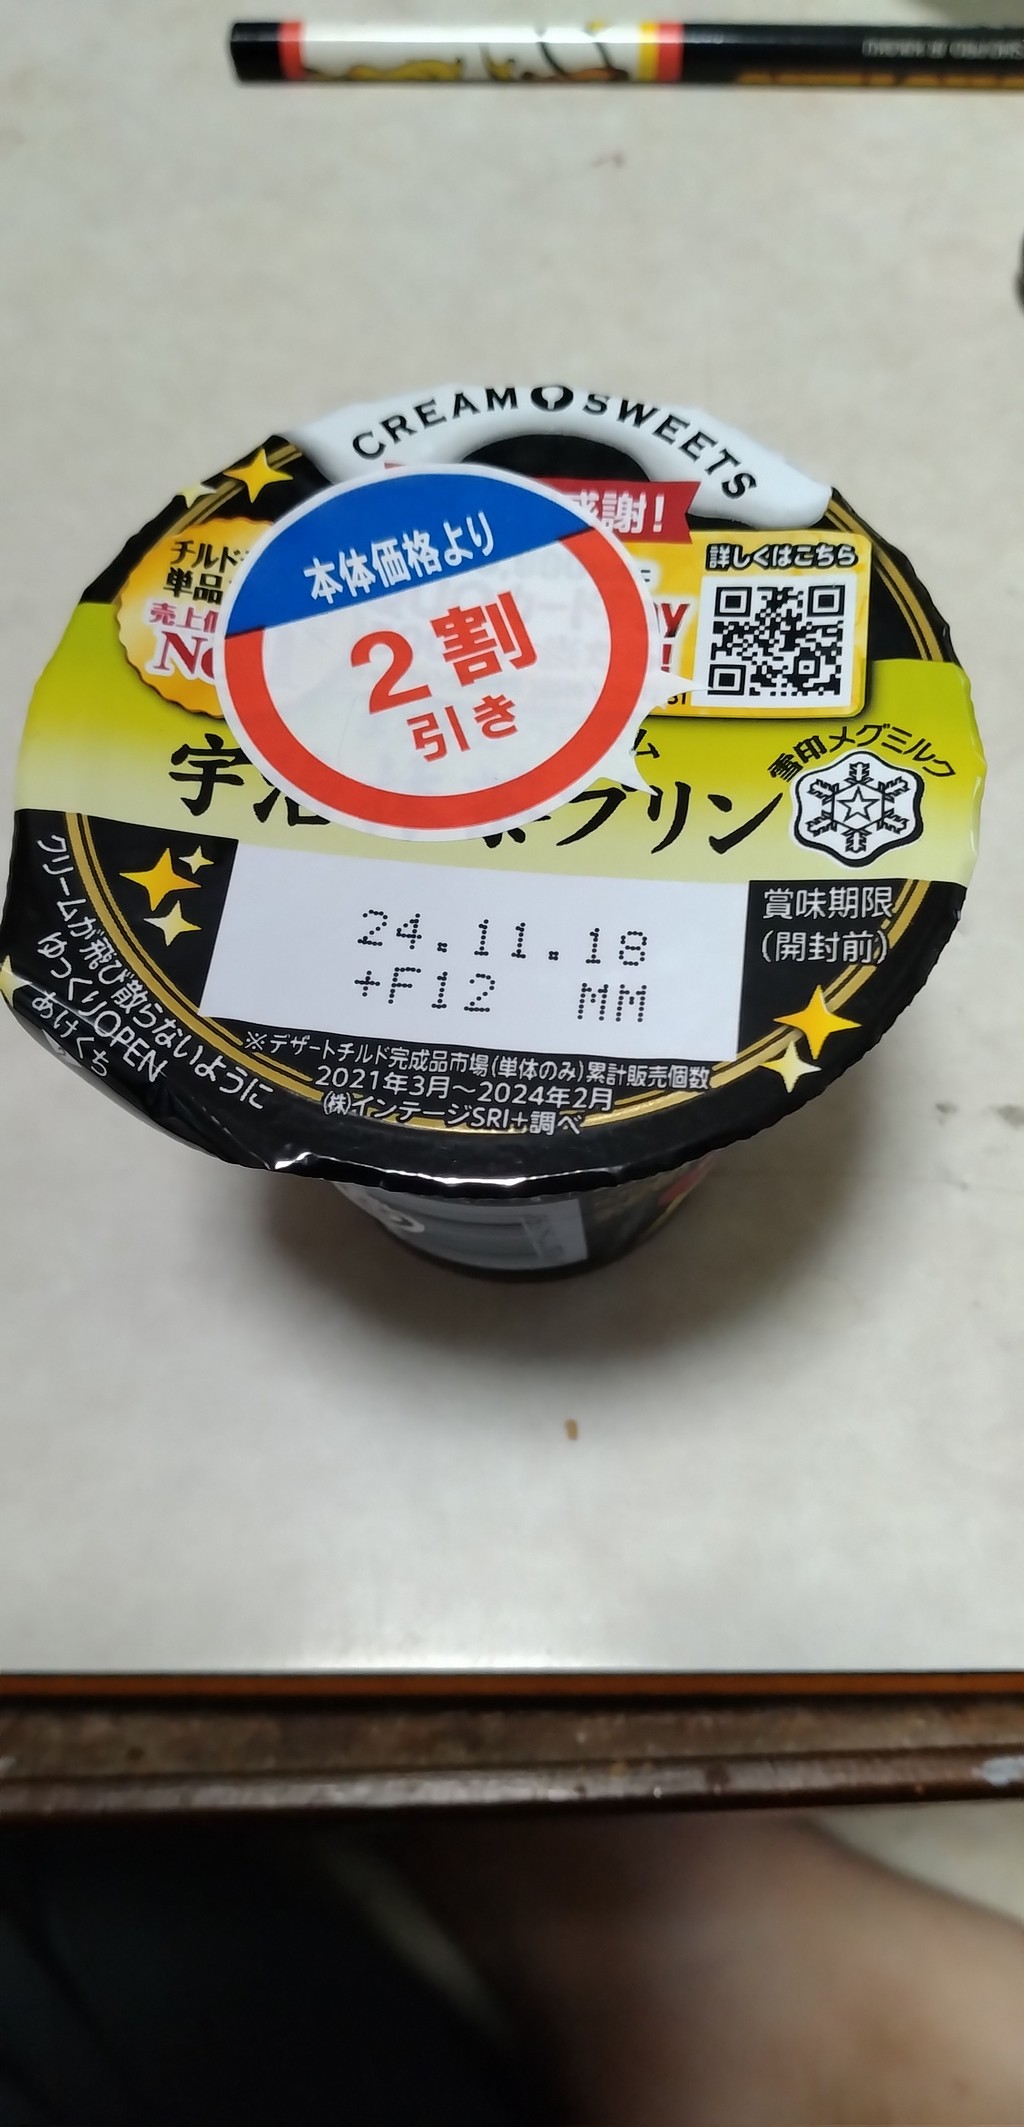 CREAM SWEETS
感謝!
本体価格より
2割
引き
チルド
単品
売上
No
詳しくはこちら
宇治
プリン
雪印メグミルク
24.11.18
+F12 MM
賞味期限
(開封前)
クリームが飛び散らないように
ゆっくりOPEN
あけくち
※デザートチルド完成品市場(単体のみ)累計販売個数
2021年3月～2024年2月
㈱インテージSRI+調べ